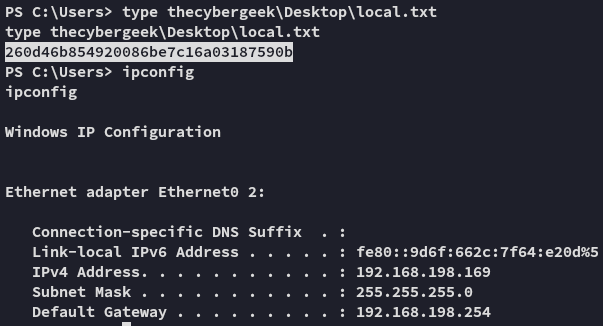 PS C:\Users> type thecybergeek\Desktop\local.txt
type thecybergeek\Desktop\local.txt
260d46b854920086be7c16a03187590b
PS C:\Users> ipconfig
ipconfig
Windows IP Configuration
Ethernet adapter Ethernet0 2:
Connection-specific DNS Suffix  . :
Link-local IPv6 Address . . . . . : fe80::9d6f:662c:7f64:e20d%5
IPv4 Address. . . . . . . . . . . : 192.168.198.169
Subnet Mask . . . . . . . . . . . : 255.255.255.0
Default Gateway . . . . . . . . . : 192.168.198.254